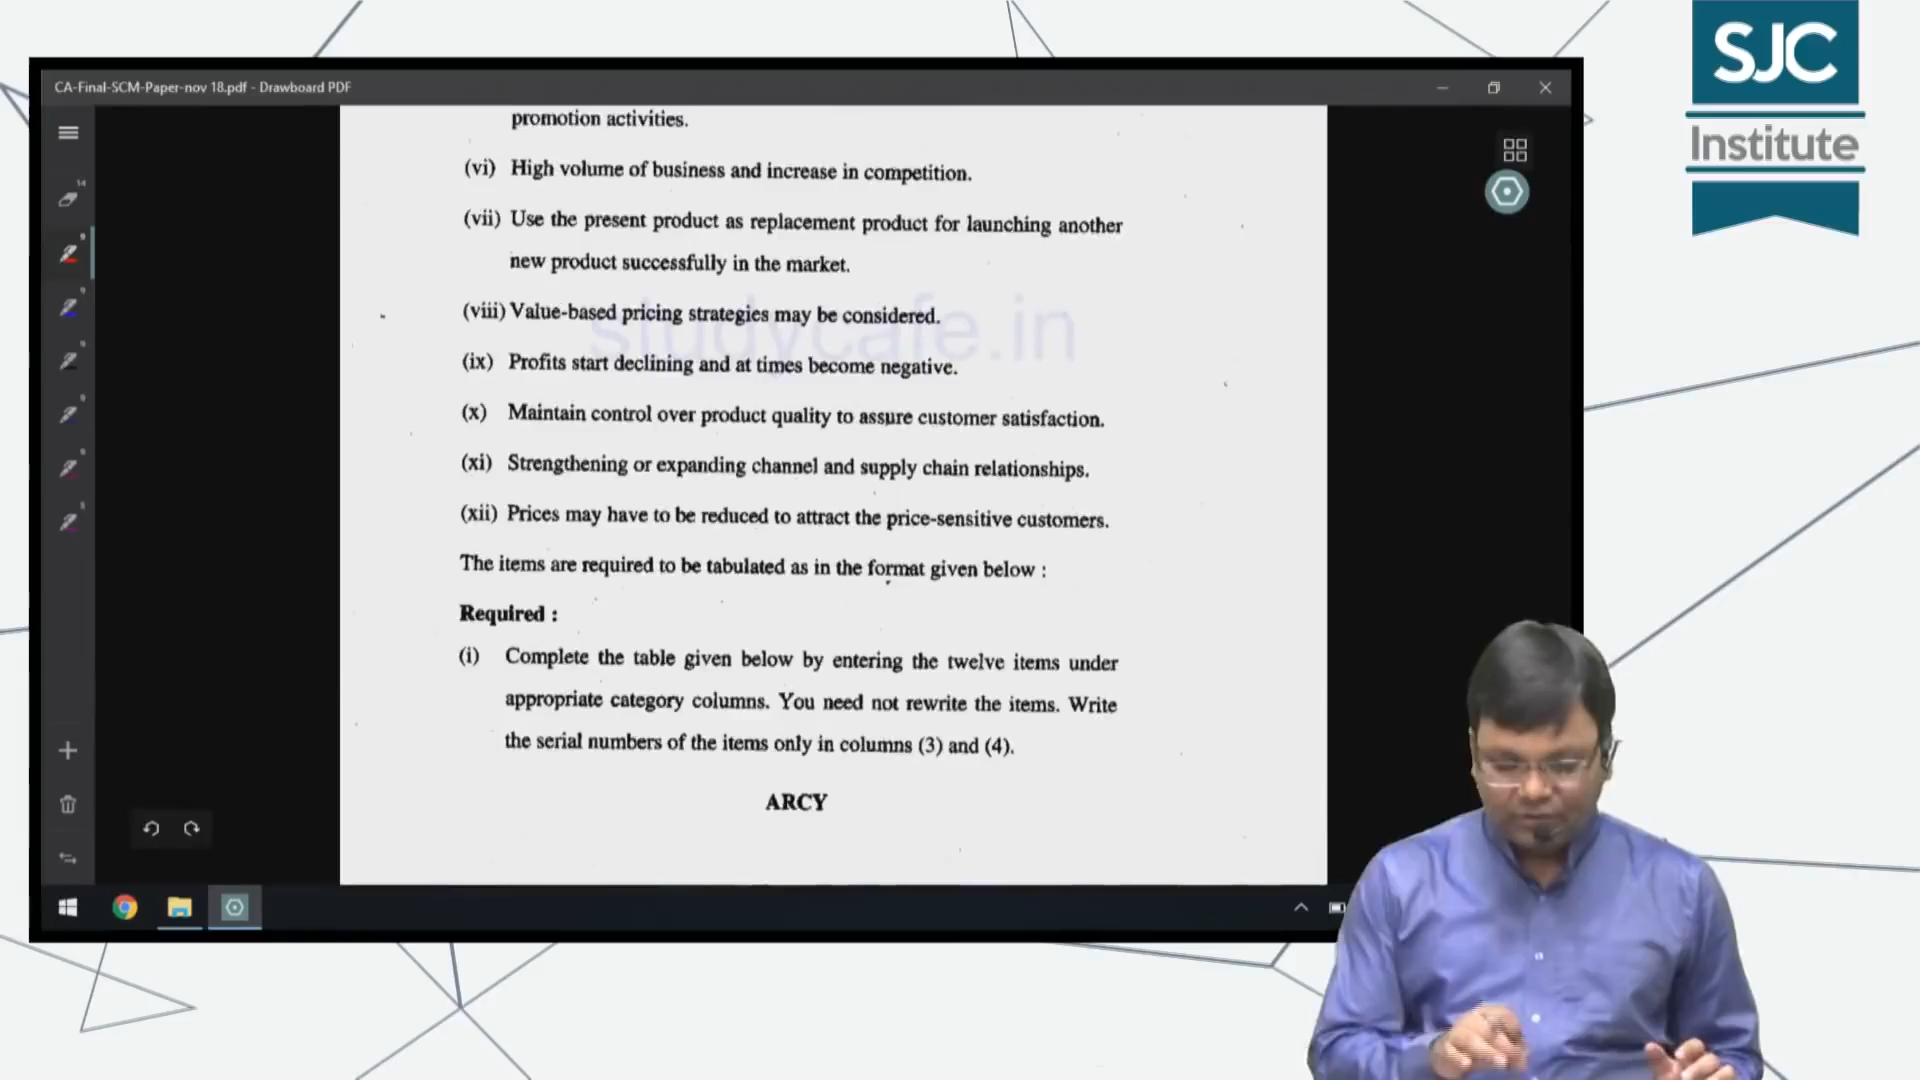 SJC
Institute
CA-Final-SCM-Paper-nov 18.pdf - Drawboard PDF
promotion activities.
(vi) High volume of business and increase in competition.
(vii) Use the present product as replacement product for launching another
new product successfully in the market.
(viii) Value-based pricing strategies may be considered.
studycafe.in
(ix) Profits start declining and at times become negative.
(x) Maintain control over product quality to assure customer satisfaction.
(xi) Strengthening or expanding channel and supply chain relationships.
(xii) Prices may have to be reduced to attract the price-sensitive customers.
The items are required to be tabulated as in the format given below :
Required :
(i) Complete the table given below by entering the twelve items under
appropriate category columns. You need not rewrite the items. Write
the serial numbers of the items only in columns (3) and (4).
ARCY